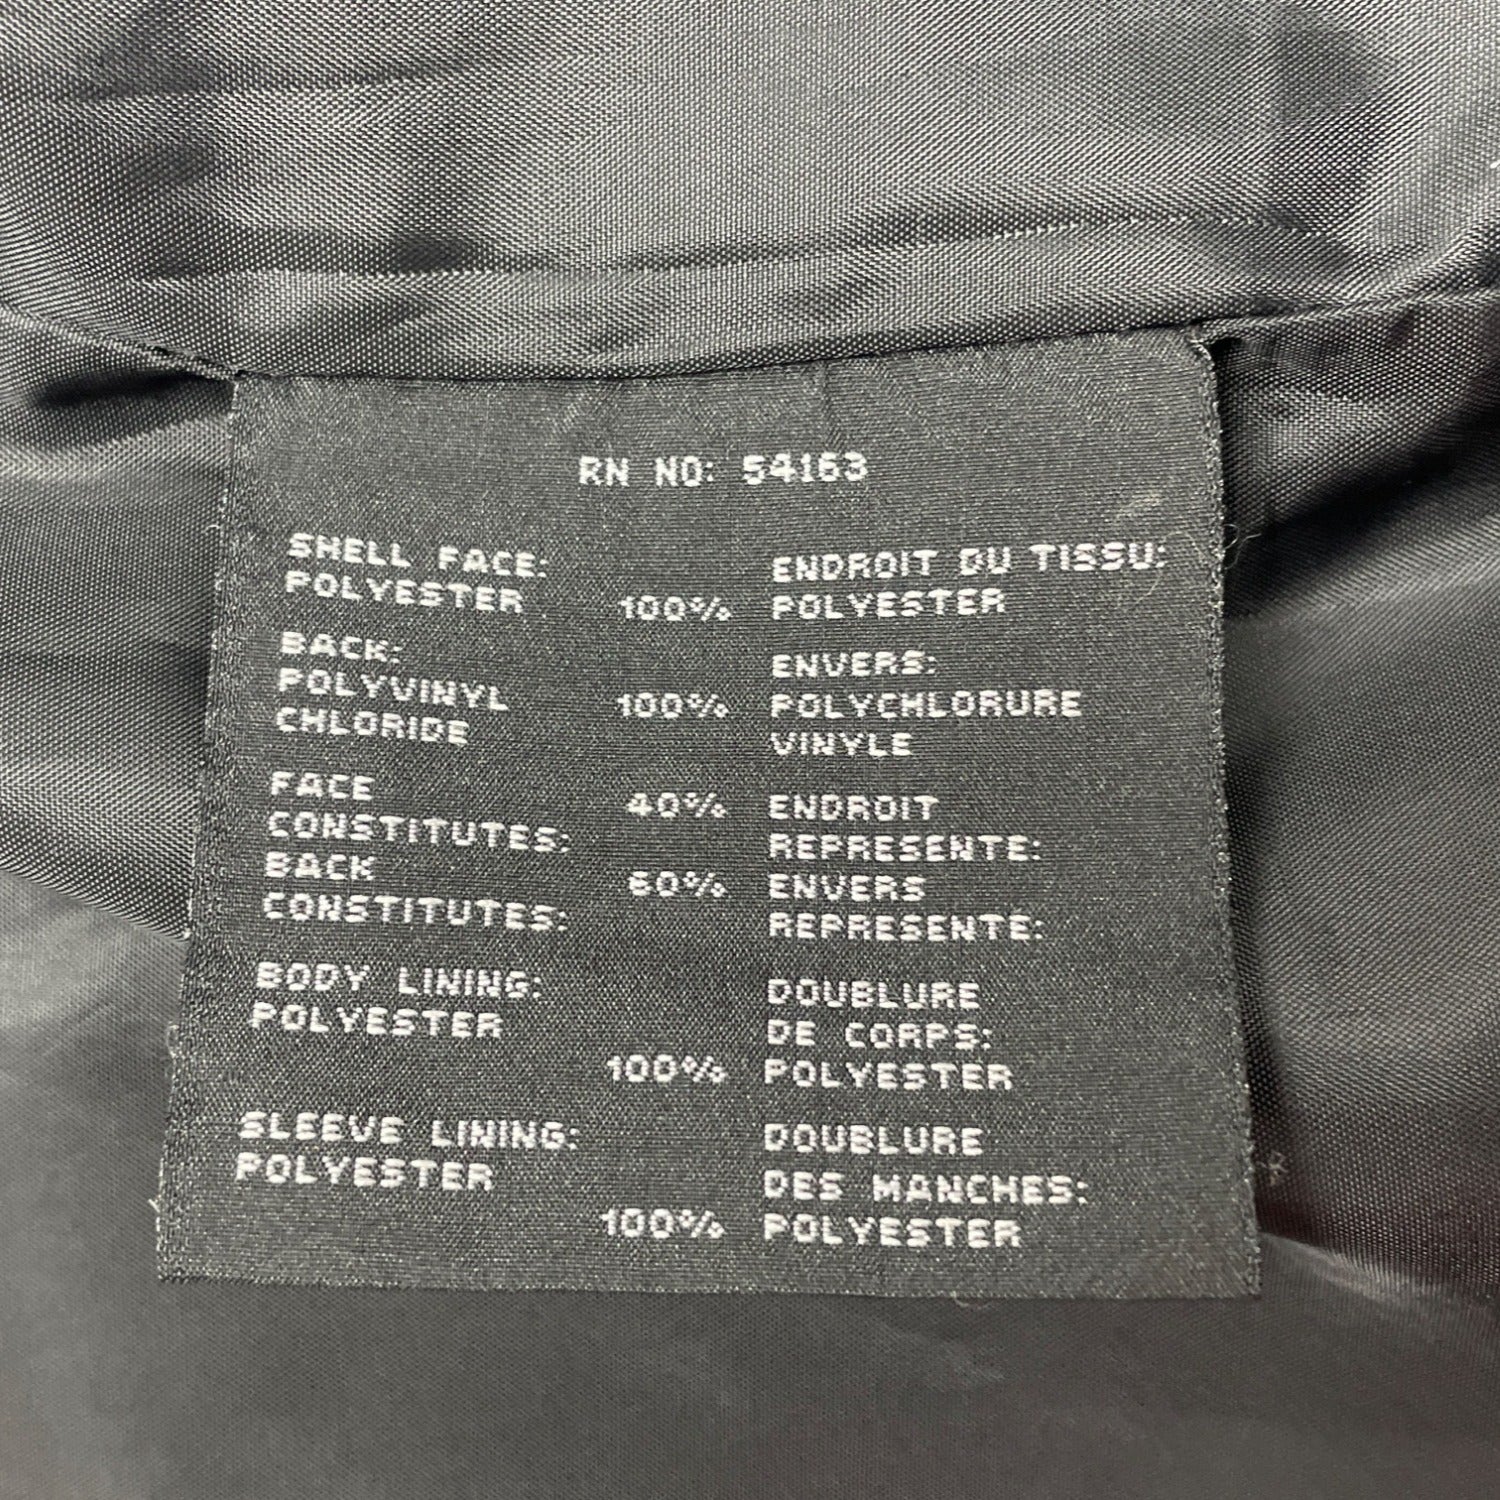 RN NO: 54163
SHELL FACE:
POLYESTER 100%
BACK:
POLYVINYL 100%
CHLORIDE
FACE 40%
CONSTITUTES:
BACK 60%
CONSTITUTES:
BODY LINING:
POLYESTER
100%
SLEEVE LINING:
POLYESTER
100%
ENDROIT DU TISSU:
POLYESTER
ENVERS:
POLYCHLORURE
VINYLE
ENDROIT
REPRESENTE:
ENVERS
REPRESENTE:
DOUBLURE
DE CORPS:
POLYESTER
DOUBLURE
DES MANCHES:
POLYESTER